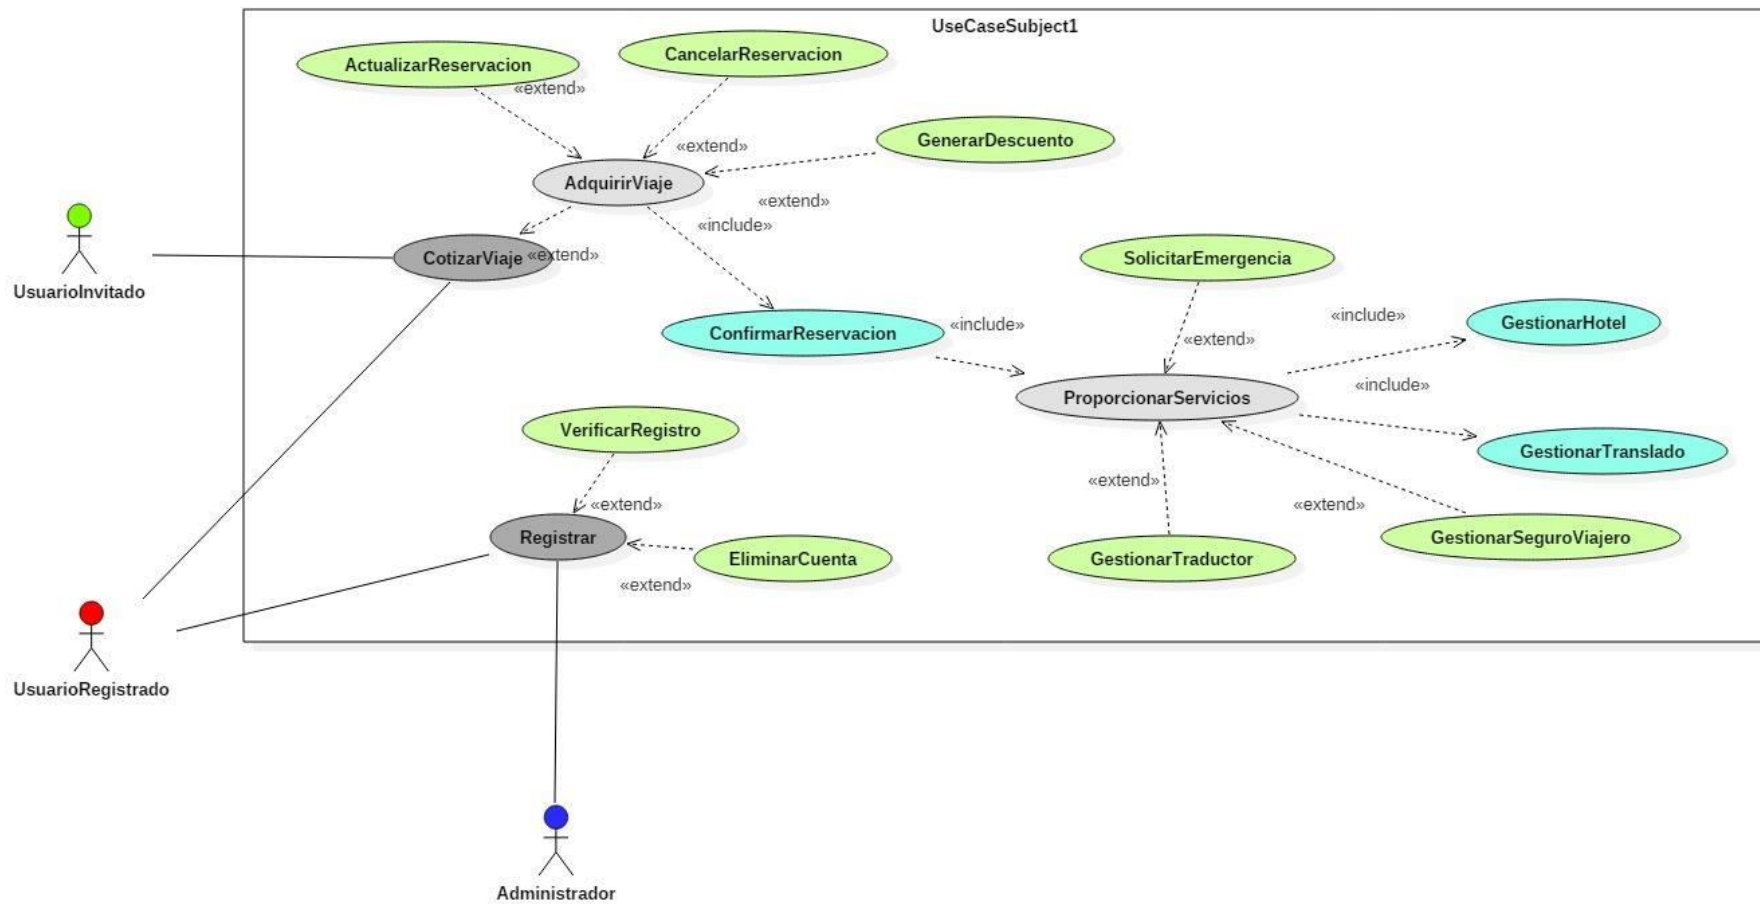 UseCaseSubject1
ActualizarReservacion
CancelarReservacion
«extend»
GenerarDescuento
«extend»
AdquirirViaje
«extend»
«include»
UsuarioInvitado
CotizarViaje
«extend»
SolicitarEmergencia
ConfirmarReservacion
«include»
«include»
GestionarHotel
«extend»
«include»
ProporcionarServicios
VerificarRegistro
GestionarTranslado
«extend»
«extend»
«extend»
Registrar
GestionarSeguroViajero
EliminarCuenta
GestionarTraductor
«extend»
UsuarioRegistrado
Administrador